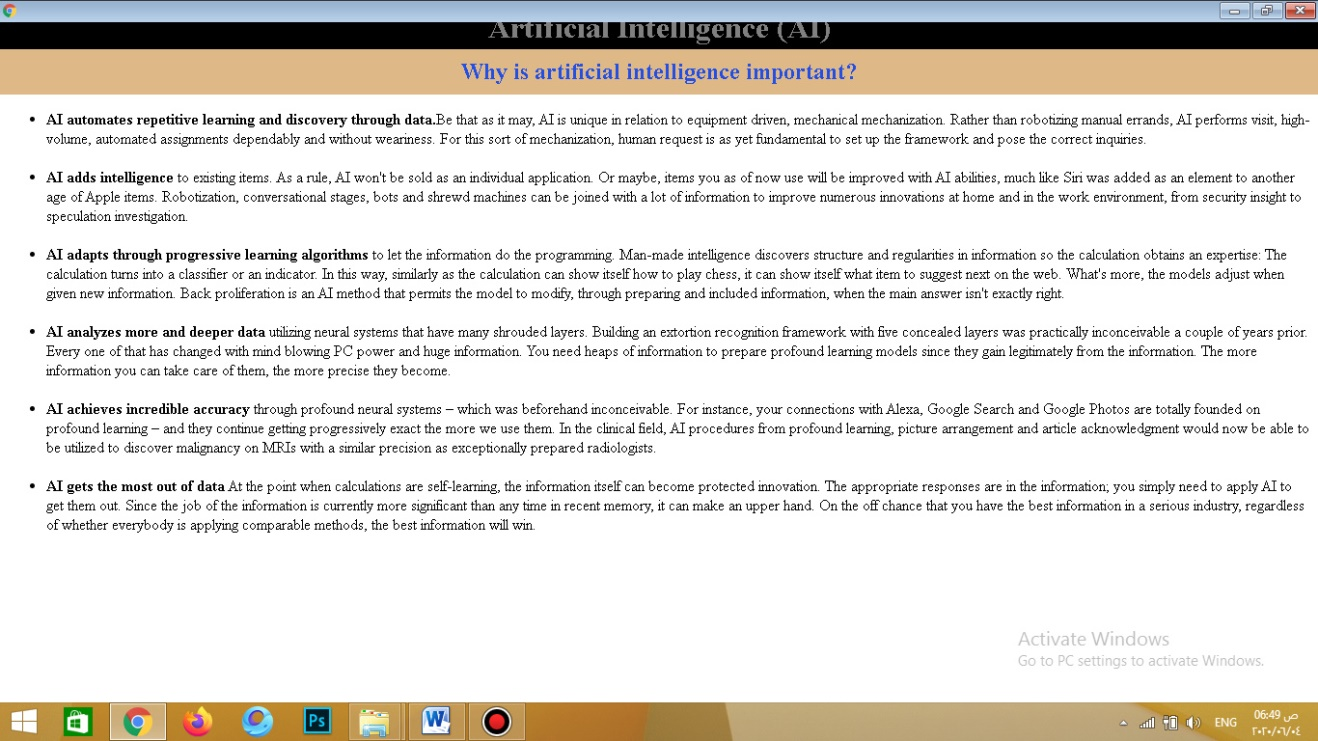 Artificial Intelligence (AI)
Why is artificial intelligence important?
AI automates repetitive learning and discovery through data.Be that as it may, AI is unique in relation to equipment driven, mechanical mechanization. Rather than robotizing manual errands, AI performs visit, high-
volume, automated assignments dependably and without weariness. For this sort of mechanization, human request is as yet fundamental to set up the framework and pose the correct inquiries.
AI adds intelligence to existing items. As a rule, AI won't be sold as an individual application. Or maybe, items you as of now use will be improved with AI abilities, much like Siri was added as an element to another
age of Apple items. Robotization, conversational stages, bots and shrewd machines can be joined with a lot of information to improve numerous innovations at home and in the work environment, from security insight to
speculation investigation.
AI adapts through progressive learning algorithms to let the information do the programming. Man-made intelligence discovers structure and regularities in information so the calculation obtains an expertise: The
calculation turns into a classifier or an indicator. In this way, similarly as the calculation can show itself how to play chess, it can show itself what item to suggest next on the web. What's more, the models adjust when
given new information. Back proliferation is an AI method that permits the model to modify, through preparing and included information, when the main answer isn't exactly right.
AI analyzes more and deeper data utilizing neural systems that have many shrouded layers. Building an extortion recognition framework with five concealed layers was practically inconceivable a couple of years prior.
Every one of that has changed with mind blowing PC power and huge information. You need heaps of information to prepare profound learning models since they gain legitimately from the information. The more
information you can take care of them, the more precise they become.
AI achieves incredible accuracy through profound neural systems – which was beforehand inconceivable. For instance, your connections with Alexa, Google Search and Google Photos are totally founded on
profound learning – and they continue getting progressively exact the more we use them. In the clinical field, AI procedures from profound learning, picture arrangement and article acknowledgment would now be able to
be utilized to discover malignancy on MRIs with a similar precision as exceptionally prepared radiologists.
AI gets the most out of data At the point when calculations are self-learning, the information itself can become protected innovation. The appropriate responses are in the information; you simply need to apply AI to
get them out. Since the job of the information is currently more significant than any time in recent memory, it can make an upper hand. On the off chance that you have the best information in a serious industry, regardless
of whether everybody is applying comparable methods, the best information will win.
Activate Windows
Go to PC settings to activate Windows.
Ps
W
ENG
06:49 ص
٢٠٢٠/٠٦/٠٤